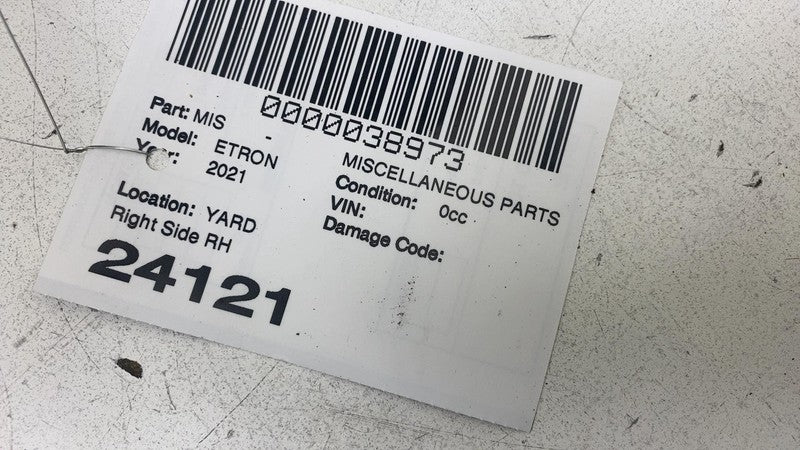 0000038973
Part: MIS - MISCELLANEOUS PARTS
Model: ETRON Condition: 0cc
Year: 2021 VIN:
Damage Code:
Location: YARD
Right Side RH
24121